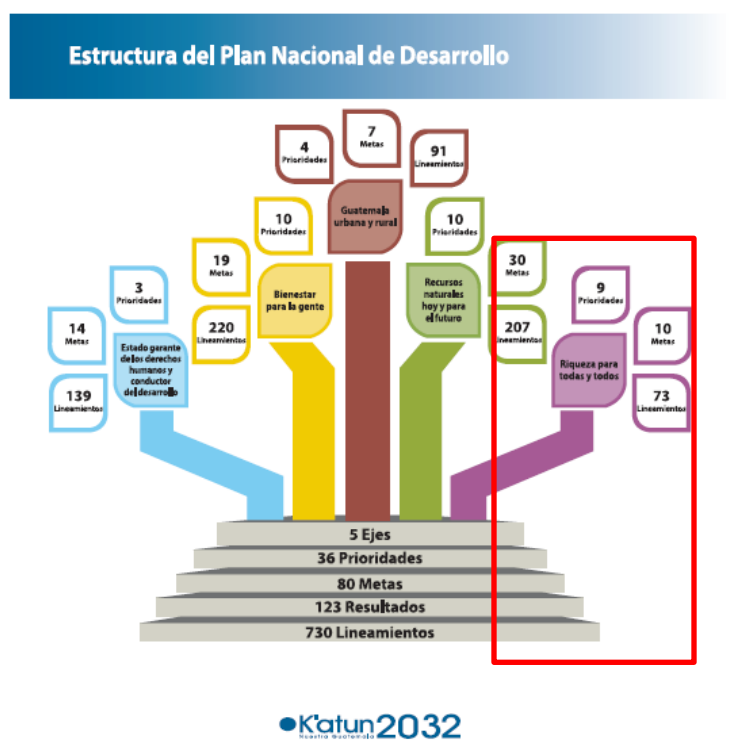 Estructura del Plan Nacional de Desarrollo
4
Prioridades
7
Metas
91
Lineamientos
Guatemala
urbana y rural
10
Prioridades
19
Metas
220
Lineamientos
Bienestar
para la gente
10
Prioridades
30
Metas
207
Lineamientos
Recursos
naturales
hoy y para
el futuro
3
Prioridades
14
Metas
139
Lineamientos
Estado garante
de los derechos
humanos y
conductor
del desarrollo
9
Prioridades
10
Metas
73
Lineamientos
Riqueza para
todas y todos
5 Ejes
36 Prioridades
80 Metas
123 Resultados
730 Lineamientos
K'atun2032
Nuestra Guatemala